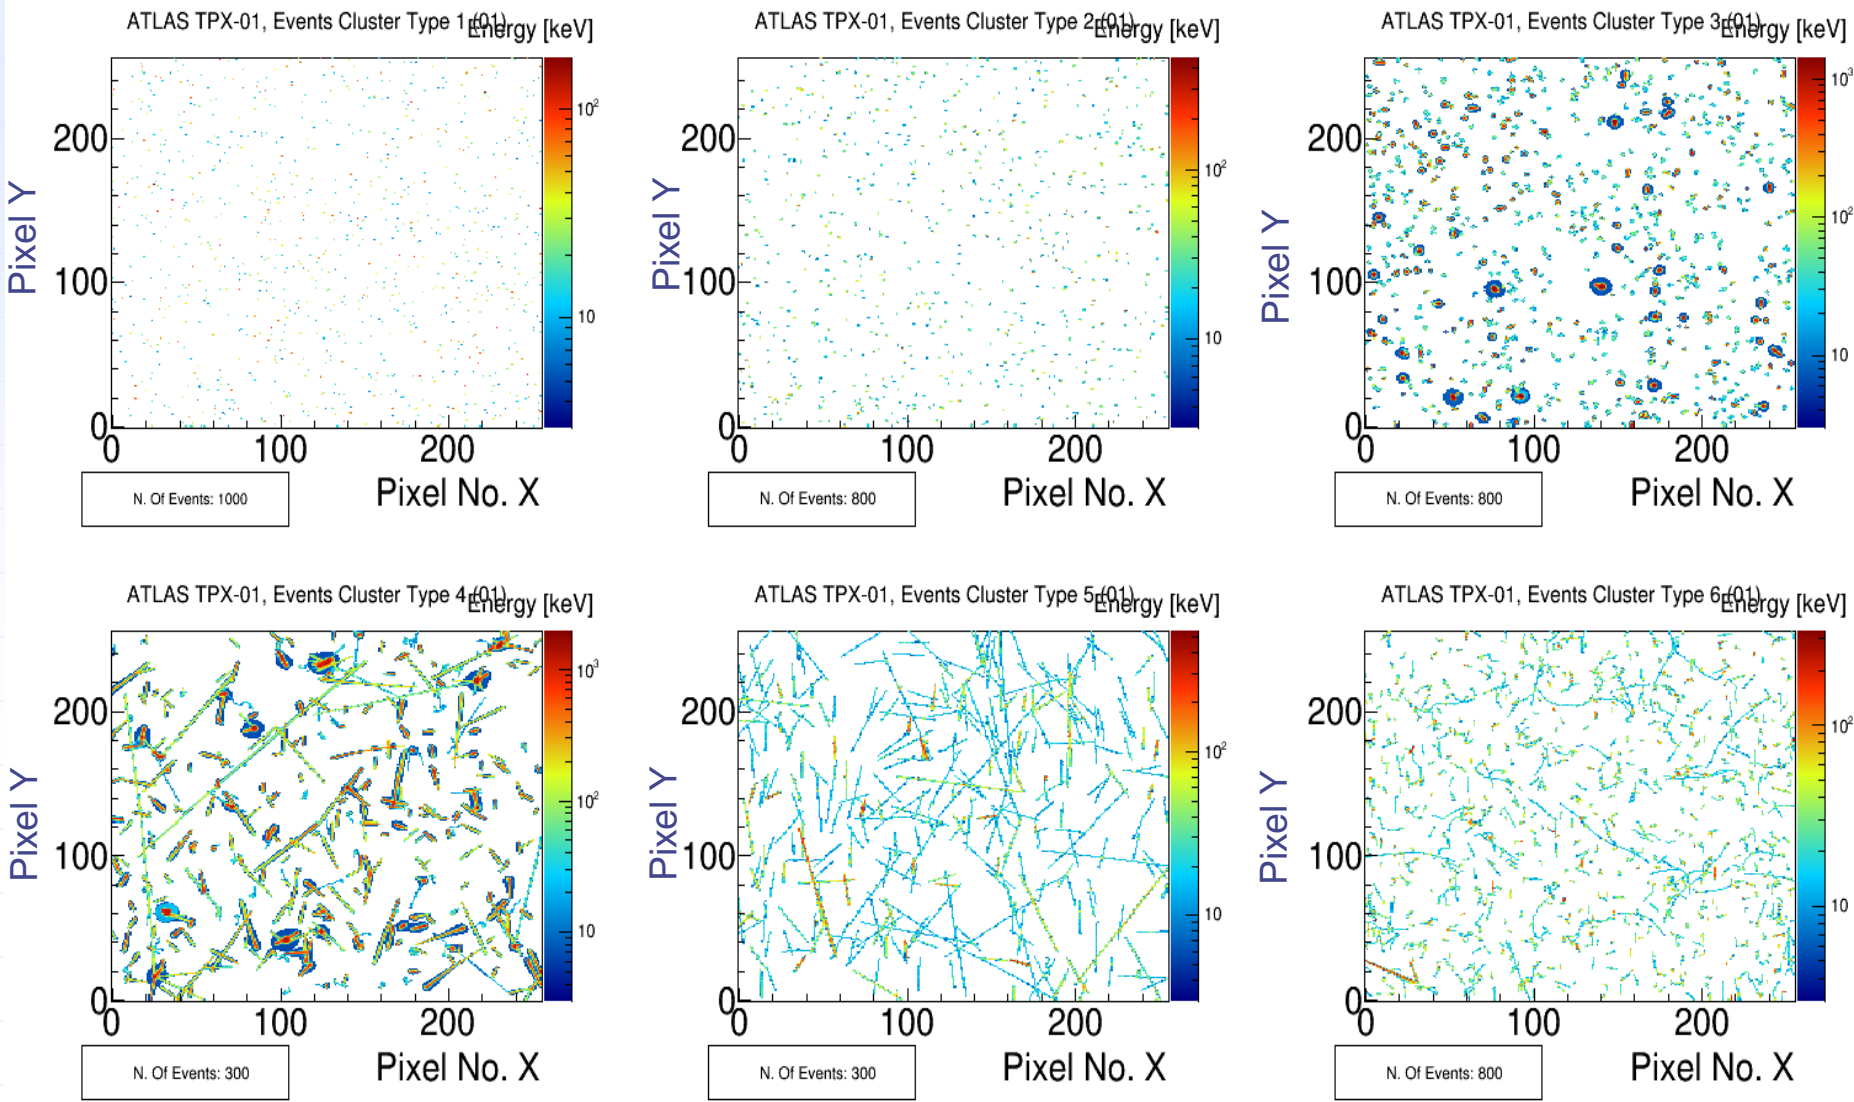 ATLAS TPX-01, Events Cluster Type 1 (01)
Energy [keV]
10²
10
200
100
0
0 100 200
Pixel Y
Pixel No. X
N. Of Events: 1000
ATLAS TPX-01, Events Cluster Type 2 (01)
Energy [keV]
10²
10
200
100
0
0 100 200
Pixel Y
Pixel No. X
N. Of Events: 800
ATLAS TPX-01, Events Cluster Type 3 (01)
Energy [keV]
10³
10²
10
200
100
0
0 100 200
Pixel Y
Pixel No. X
N. Of Events: 800
ATLAS TPX-01, Events Cluster Type 4 (01)
Energy [keV]
10³
10²
10
200
100
0
0 100 200
Pixel Y
Pixel No. X
N. Of Events: 300
ATLAS TPX-01, Events Cluster Type 5 (01)
Energy [keV]
10²
10
200
100
0
0 100 200
Pixel Y
Pixel No. X
N. Of Events: 300
ATLAS TPX-01, Events Cluster Type 6 (01)
Energy [keV]
10²
10
200
100
0
0 100 200
Pixel Y
Pixel No. X
N. Of Events: 800